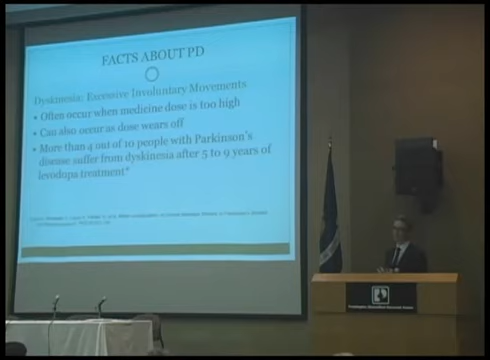 FACTS ABOUT PD
Dyskinesia: Excessive Involuntary Movements
• Often occur when medicine dose is too high
• Can also occur as dose wears off
• More than 4 out of 10 people with Parkinson's
disease suffer from dyskinesia after 5 to 9 years of
levodopa treatment*